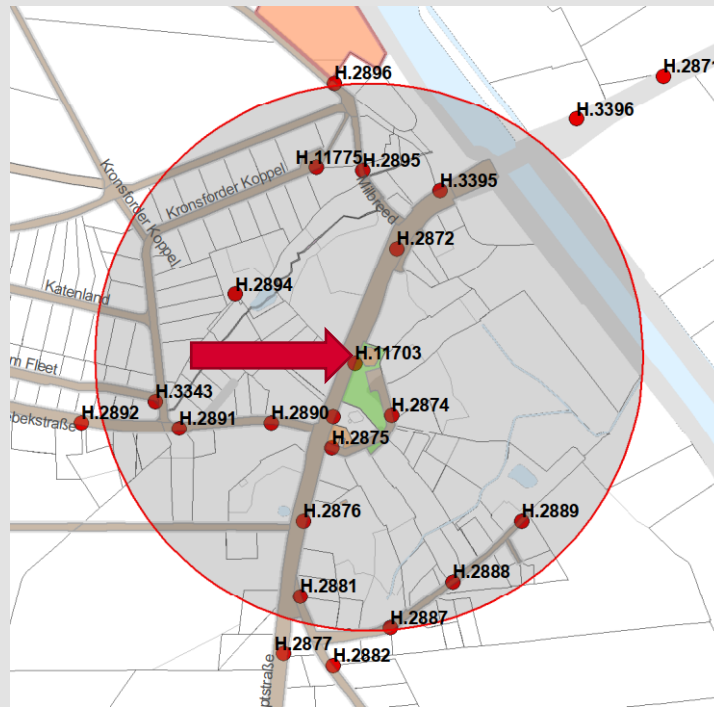 H.2896
H.2871
H.3396
H.11775
H.2895
Kronsforder Koppel
Kronsforder Koppel
Milbreed
H.3395
H.2872
H.2894
Katenland
H.11703
m Fleet
H.3343
H.2892
ebekstraße
H.2891
H.2890
H.2874
H.2875
H.2876
H.2889
H.2888
H.2881
H.2887
H.2877
H.2882
ptstraße